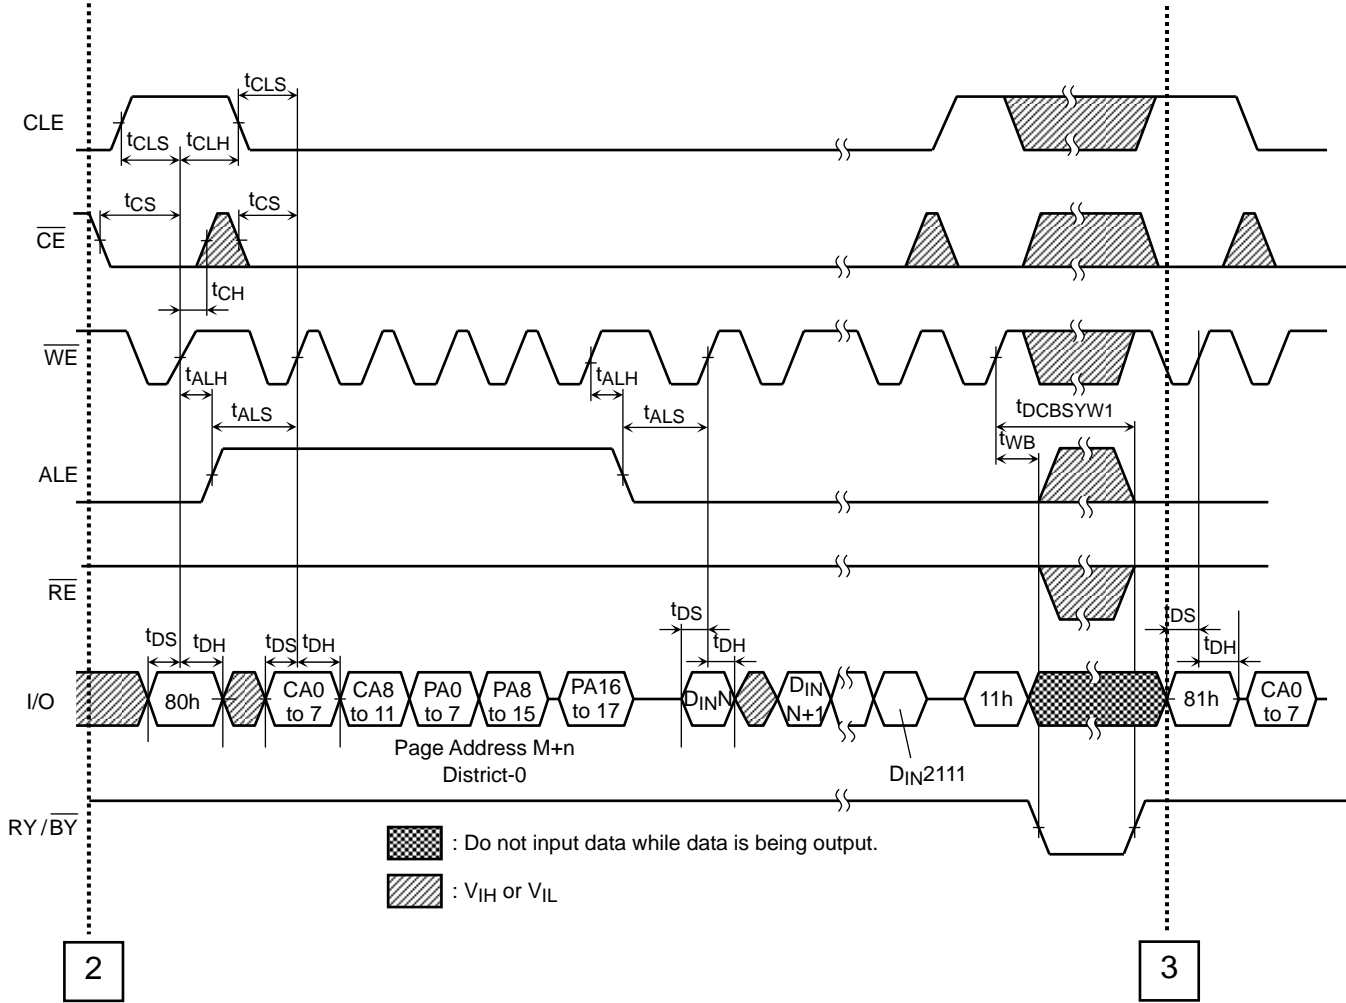 tCLS
CLE
tCLS
tCLH
tCS
tCS
CE
tCH
WE
tALH
tALH
tALS
tALS
tDCBSYW1
tWB
ALE
RE
tDS
tDH
tDS
tDH
tDS
tDH
tDS
tDH
I/O
80h
CA0
to 7
CA8
to 11
PA0
to 7
PA8
to 15
PA16
to 17
DINN
DIN
N+1
11h
81h
CA0
to 7
Page Address M+n
District-0
DIN2111
RY/BY
: Do not input data while data is being output.
: VIH or VIL
2
3